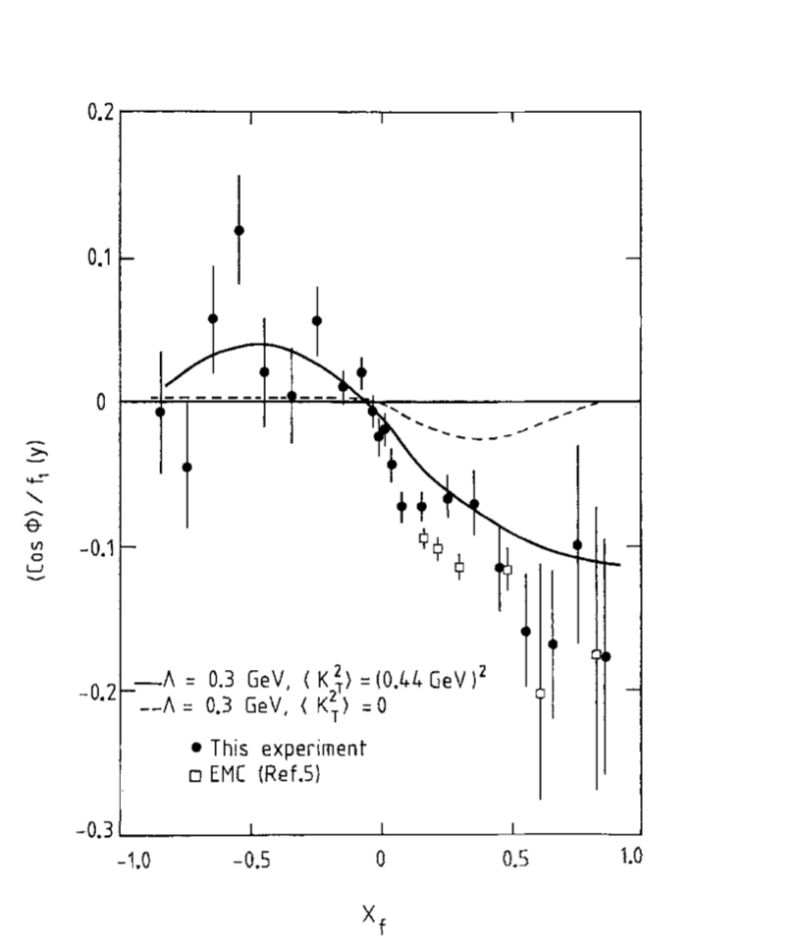 0.2
0.1
0
-0.1
-0.2
-0.3
⟨Cos Φ⟩ / f₁ (y)
— Λ = 0.3 GeV, ⟨K²_T⟩ = (0.44 GeV)²
-- Λ = 0.3 GeV, ⟨K²_T⟩ = 0
● This experiment
□ EMC (Ref.5)
-1.0 -0.5 0 0.5 1.0
X_f